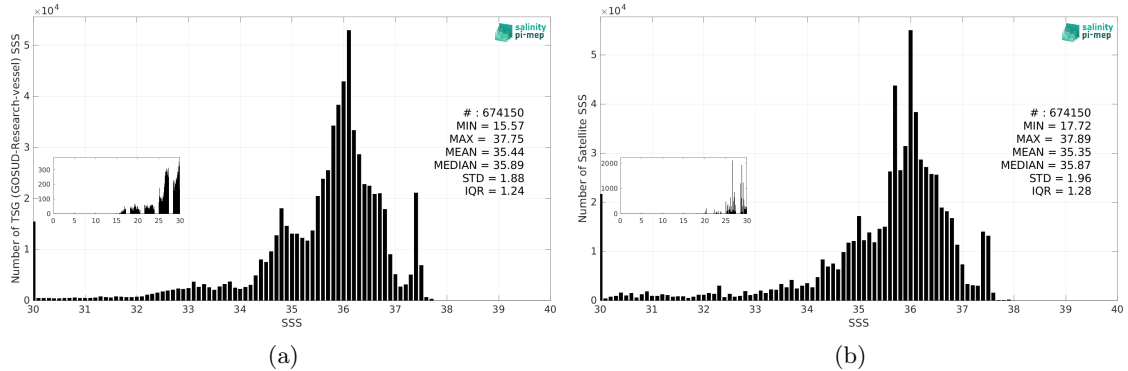 ×10⁴
5
4
3
2
1
0
30 31 32 33 34 35 36 37 38 39 40
SSS
Number of TSG (GOSUD-Research-vessel) SSS
salinity
pi-mep
# : 674150
MIN = 15.57
MAX = 37.75
MEAN = 35.44
MEDIAN = 35.89
STD = 1.88
IQR = 1.24
300
200
100
0
0 5 10 15 20 25 30
(a)
×10⁴
5
4
3
2
1
0
30 31 32 33 34 35 36 37 38 39 40
SSS
Number of Satellite SSS
salinity
pi-mep
# : 674150
MIN = 17.72
MAX = 37.89
MEAN = 35.35
MEDIAN = 35.87
STD = 1.96
IQR = 1.28
2000
1500
1000
500
0
0 5 10 15 20 25 30
(b)